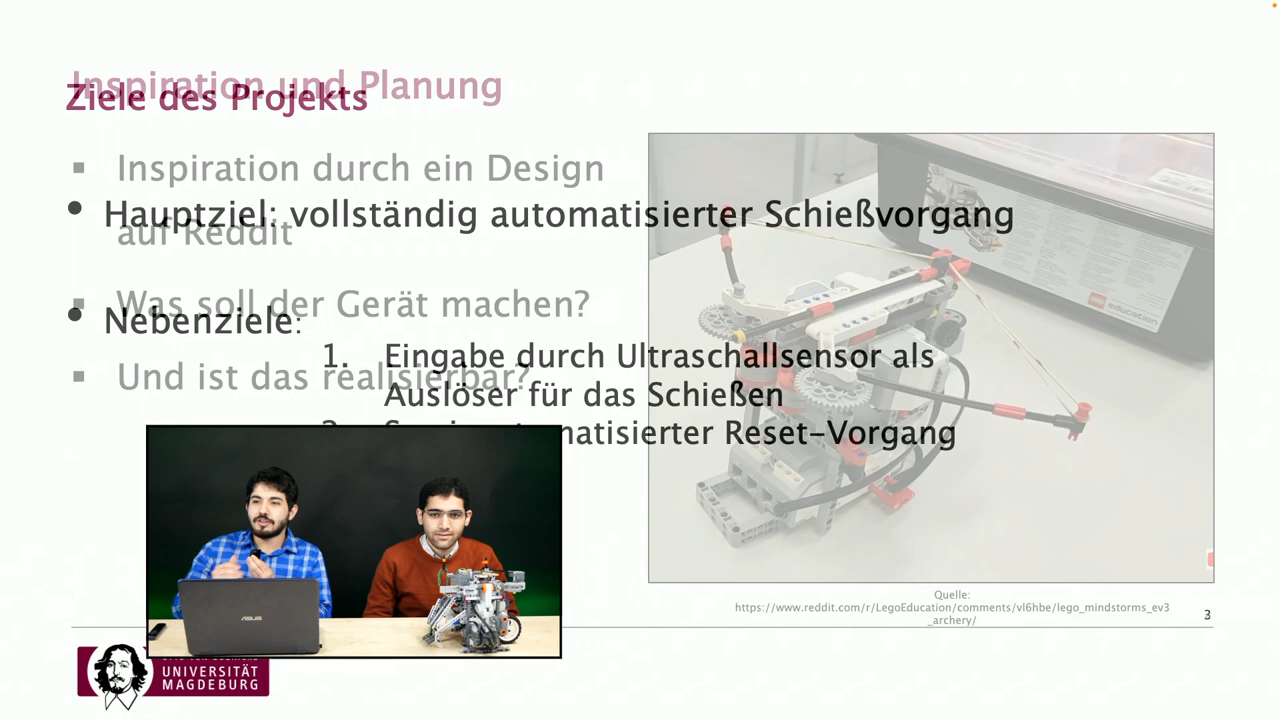 Inspiration und Planung
Ziele des Projekts
Inspiration durch ein Design
auf Reddit
Hauptziel: vollständig automatisierter Schießvorgang
Was soll der Gerät machen?
Nebenziele:
Und ist das realisierbar?
1. Eingabe durch Ultraschallsensor als
Auslöser für das Schießen
Reset-Vorgang
education
ASUS
Quelle:
https://www.reddit.com/r/LegoEducation/comments/vl6hbe/lego_mindstorms_ev3
_archery/
3
UNIVERSITÄT
MAGDEBURG